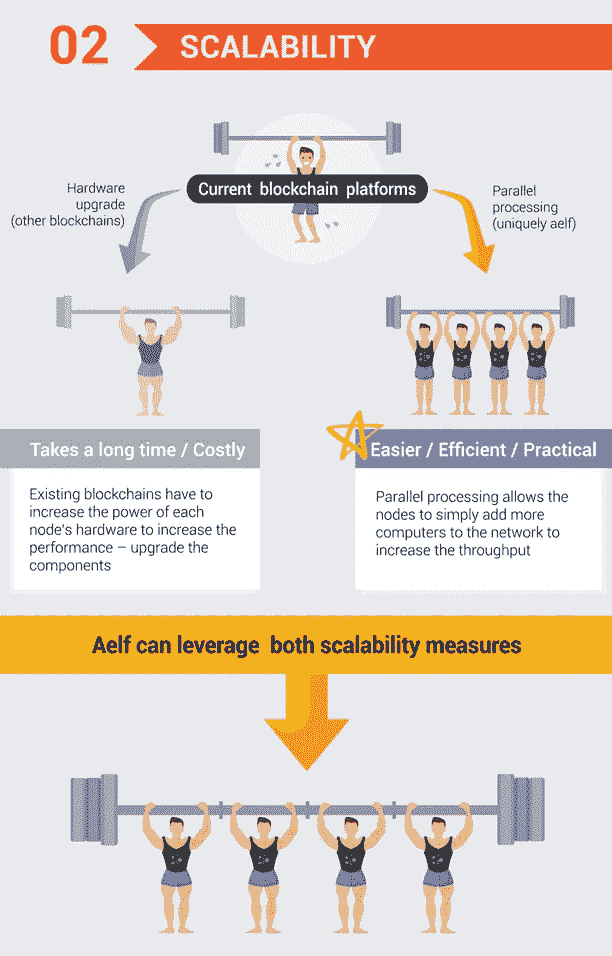 02 SCALABILITY
Current blockchain platforms
Hardware
upgrade
(other blockchains)
Parallel
processing
(uniquely aelf)
Takes a long time / Costly
Existing blockchains have to
increase the power of each
node's hardware to increase the
performance – upgrade the
components
Easier / Efficient / Practical
Parallel processing allows the
nodes to simply add more
computers to the network to
increase the throughput
Aelf can leverage both scalability measures